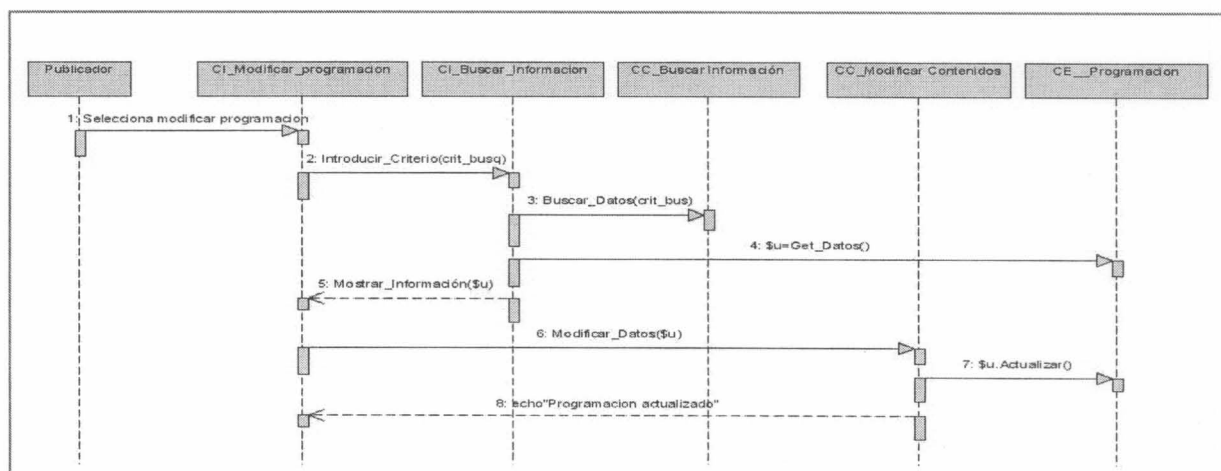 Publicador
CI_Modificar_programacion
CI_Buscar_Informacion
CC_Buscar Información
CC_Modificar Contenidos
CE__Programacion
1: Selecciona modificar programacion
2: Introducir_Criterio(crit_busq)
3: Buscar_Datos(crit_bus)
4: $u=Get_Datos()
5: Mostrar_Información($u)
6: Modificar_Datos($u)
7: $u.Actualizar()
8: echo"Programacion actualizado"